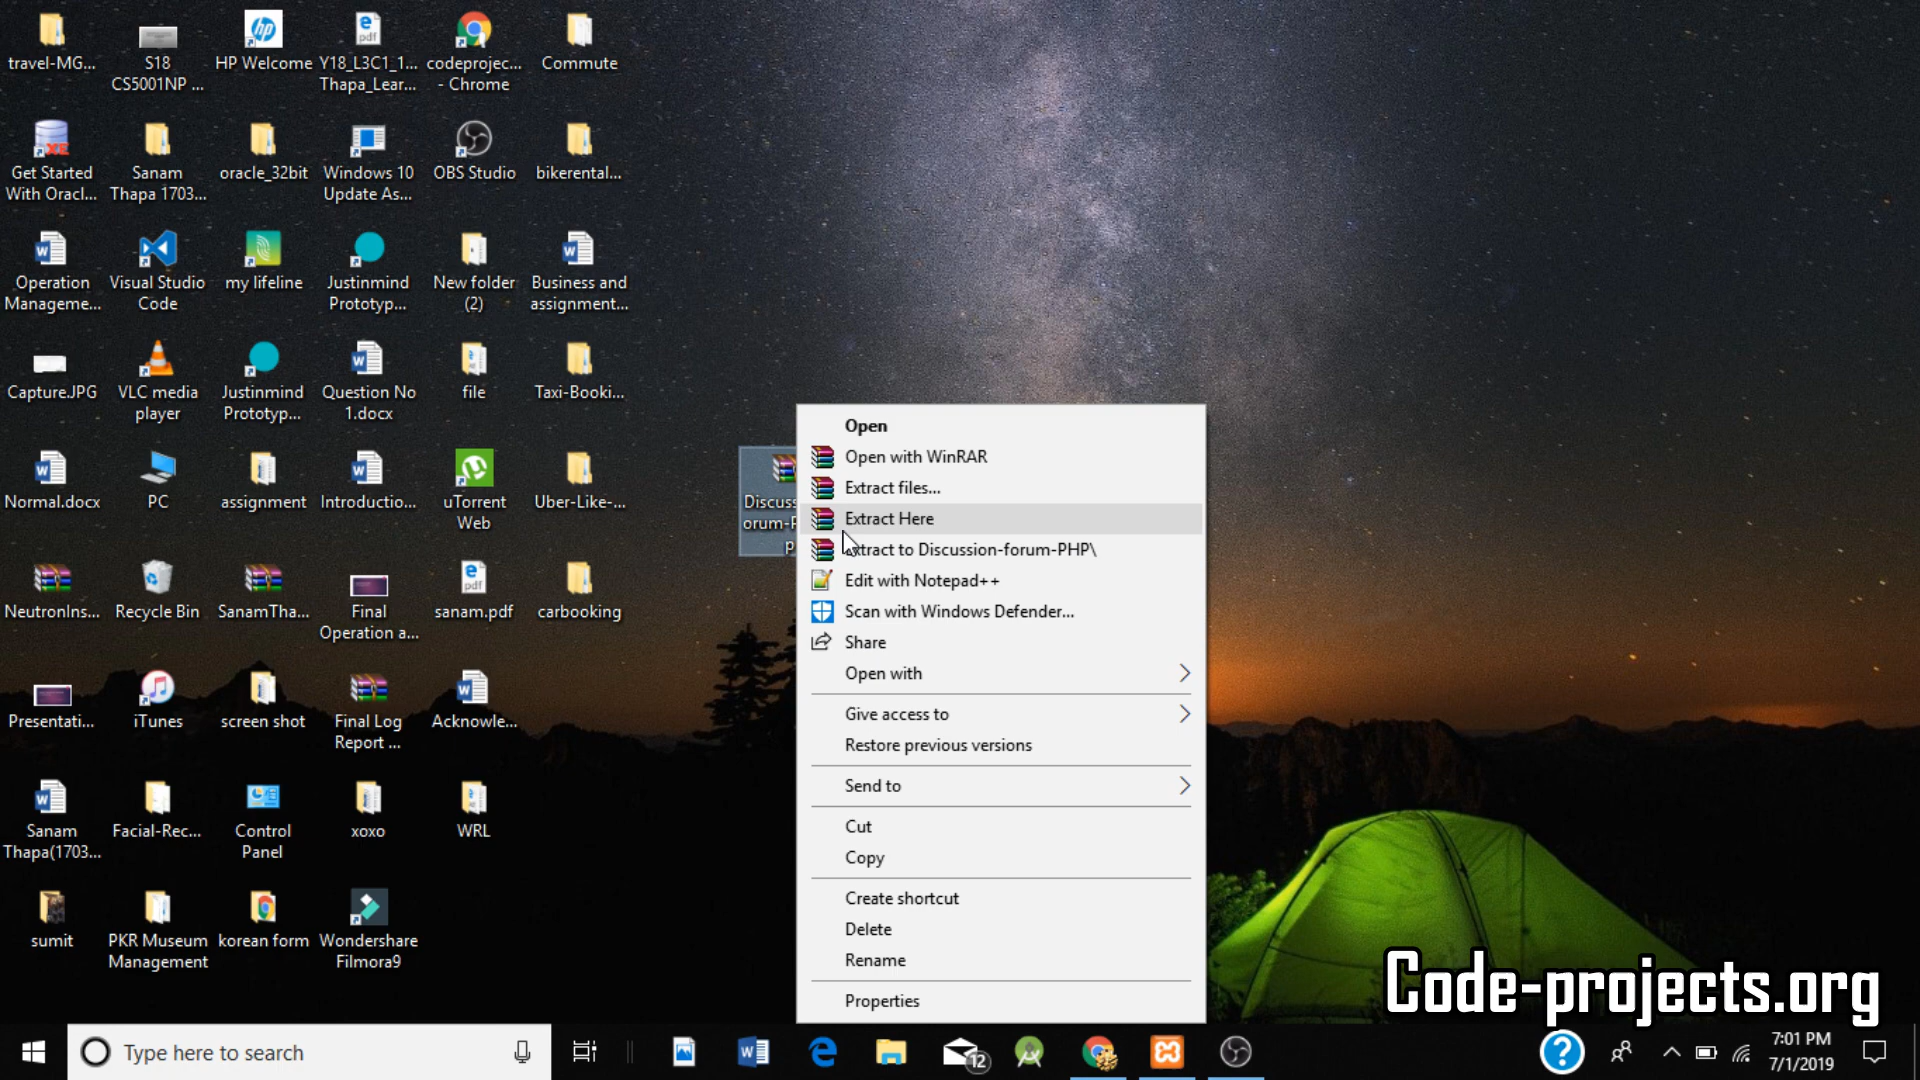 travel-MG...
S18
CS5001NP ...
HP Welcome
Y18_L3C1_1...
Thapa_Lear...
codeprojec...
- Chrome
Commute
Get Started
With Oracl...
Sanam
Thapa 1703...
oracle_32bit
Windows 10
Update As...
OBS Studio
bikerental...
Operation
Manageme...
Visual Studio
Code
my lifeline
Justinmind
Prototyp...
New folder
(2)
Business and
assignment...
Capture.JPG
VLC media
player
Justinmind
Prototyp...
Question No
1.docx
file
Taxi-Booki...
Normal.docx
PC
assignment
Introductio...
uTorrent
Web
Uber-Like-...
NeutronIns...
Recycle Bin
SanamTha...
Final
Operation a...
sanam.pdf
carbooking
Presentati...
iTunes
screen shot
Final Log
Report ...
Acknowle...
Sanam
Thapa(1703...
Facial-Rec...
Control
Panel
xoxo
WRL
sumit
PKR Museum
Management
korean form
Wondershare
Filmora9
Open
Open with WinRAR
Extract files...
Extract Here
Extract to Discussion-forum-PHP\
Edit with Notepad++
Scan with Windows Defender...
Share
Open with
Give access to
Restore previous versions
Send to
Cut
Copy
Create shortcut
Delete
Rename
Properties
Code-projects.org
Type here to search
12
7:01 PM
7/1/2019